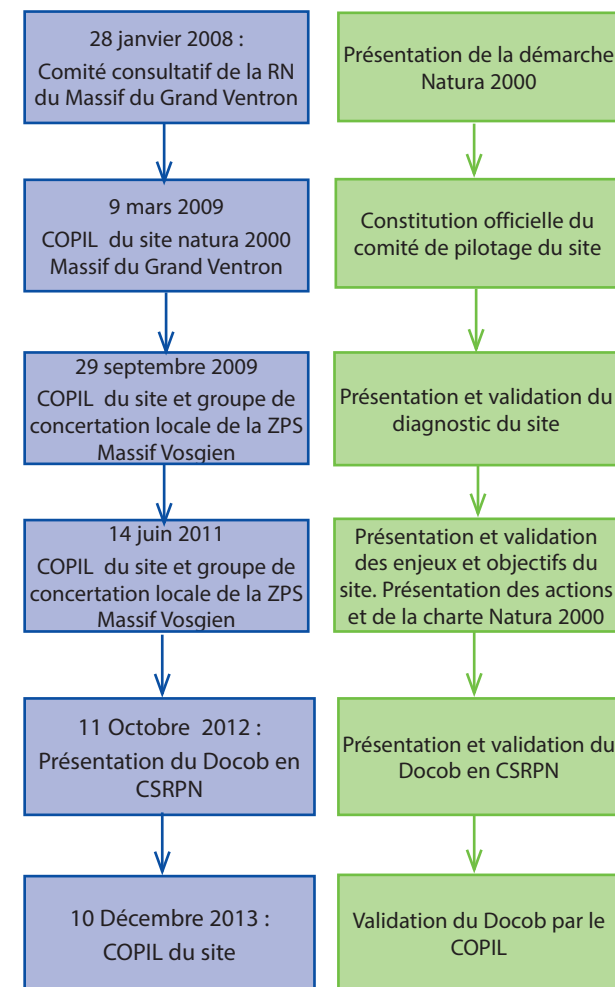 28 janvier 2008 :
Comité consultatif de la RN
du Massif du Grand Ventron
Présentation de la démarche
Natura 2000
9 mars 2009
COPIL du site natura 2000
Massif du Grand Ventron
Constitution officielle du
comité de pilotage du site
29 septembre 2009
COPIL du site et groupe de
concertation locale de la ZPS
Massif Vosgien
Présentation et validation du
diagnostic du site
14 juin 2011
COPIL du site et groupe de
concertation locale de la ZPS
Massif Vosgien
Présentation et validation
des enjeux et objectifs du
site. Présentation des actions
et de la charte Natura 2000
11 Octobre 2012 :
Présentation du Docob en
CSRPN
Présentation et validation du
Docob en CSRPN
10 Décembre 2013 :
COPIL du site
Validation du Docob par le
COPIL